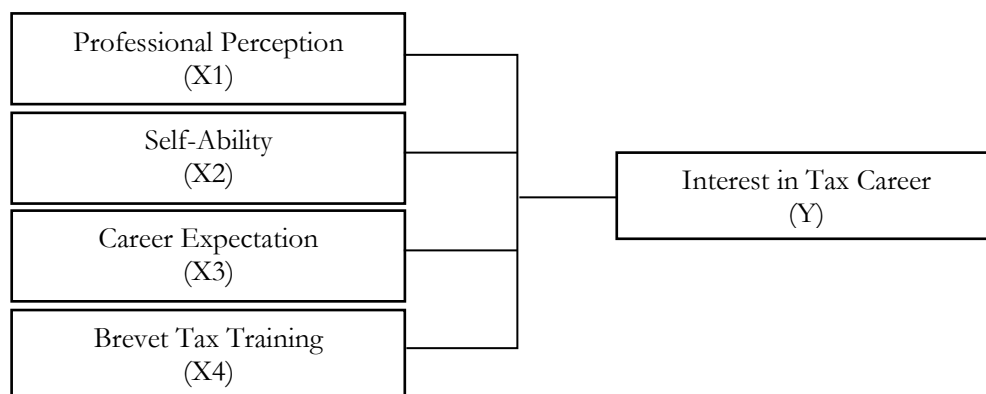 Professional Perception
(X1)
Self-Ability
(X2)
Career Expectation
(X3)
Brevet Tax Training
(X4)
Interest in Tax Career
(Y)